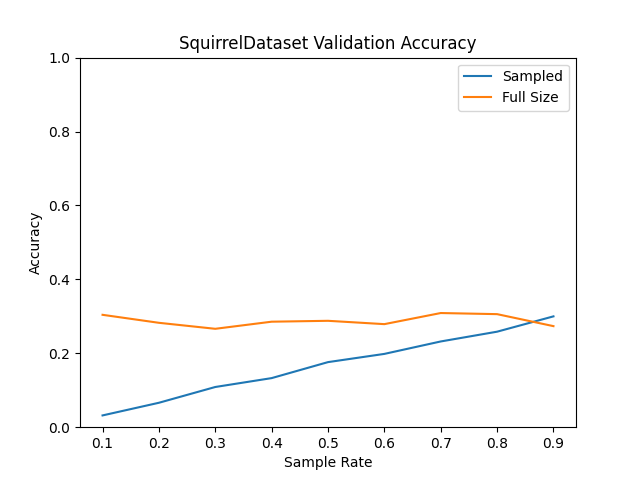 SquirrelDataset Validation Accuracy
1.0
0.8
0.6
0.4
0.2
0.0
Accuracy
Sampled
Full Size
0.1 0.2 0.3 0.4 0.5 0.6 0.7 0.8 0.9
Sample Rate